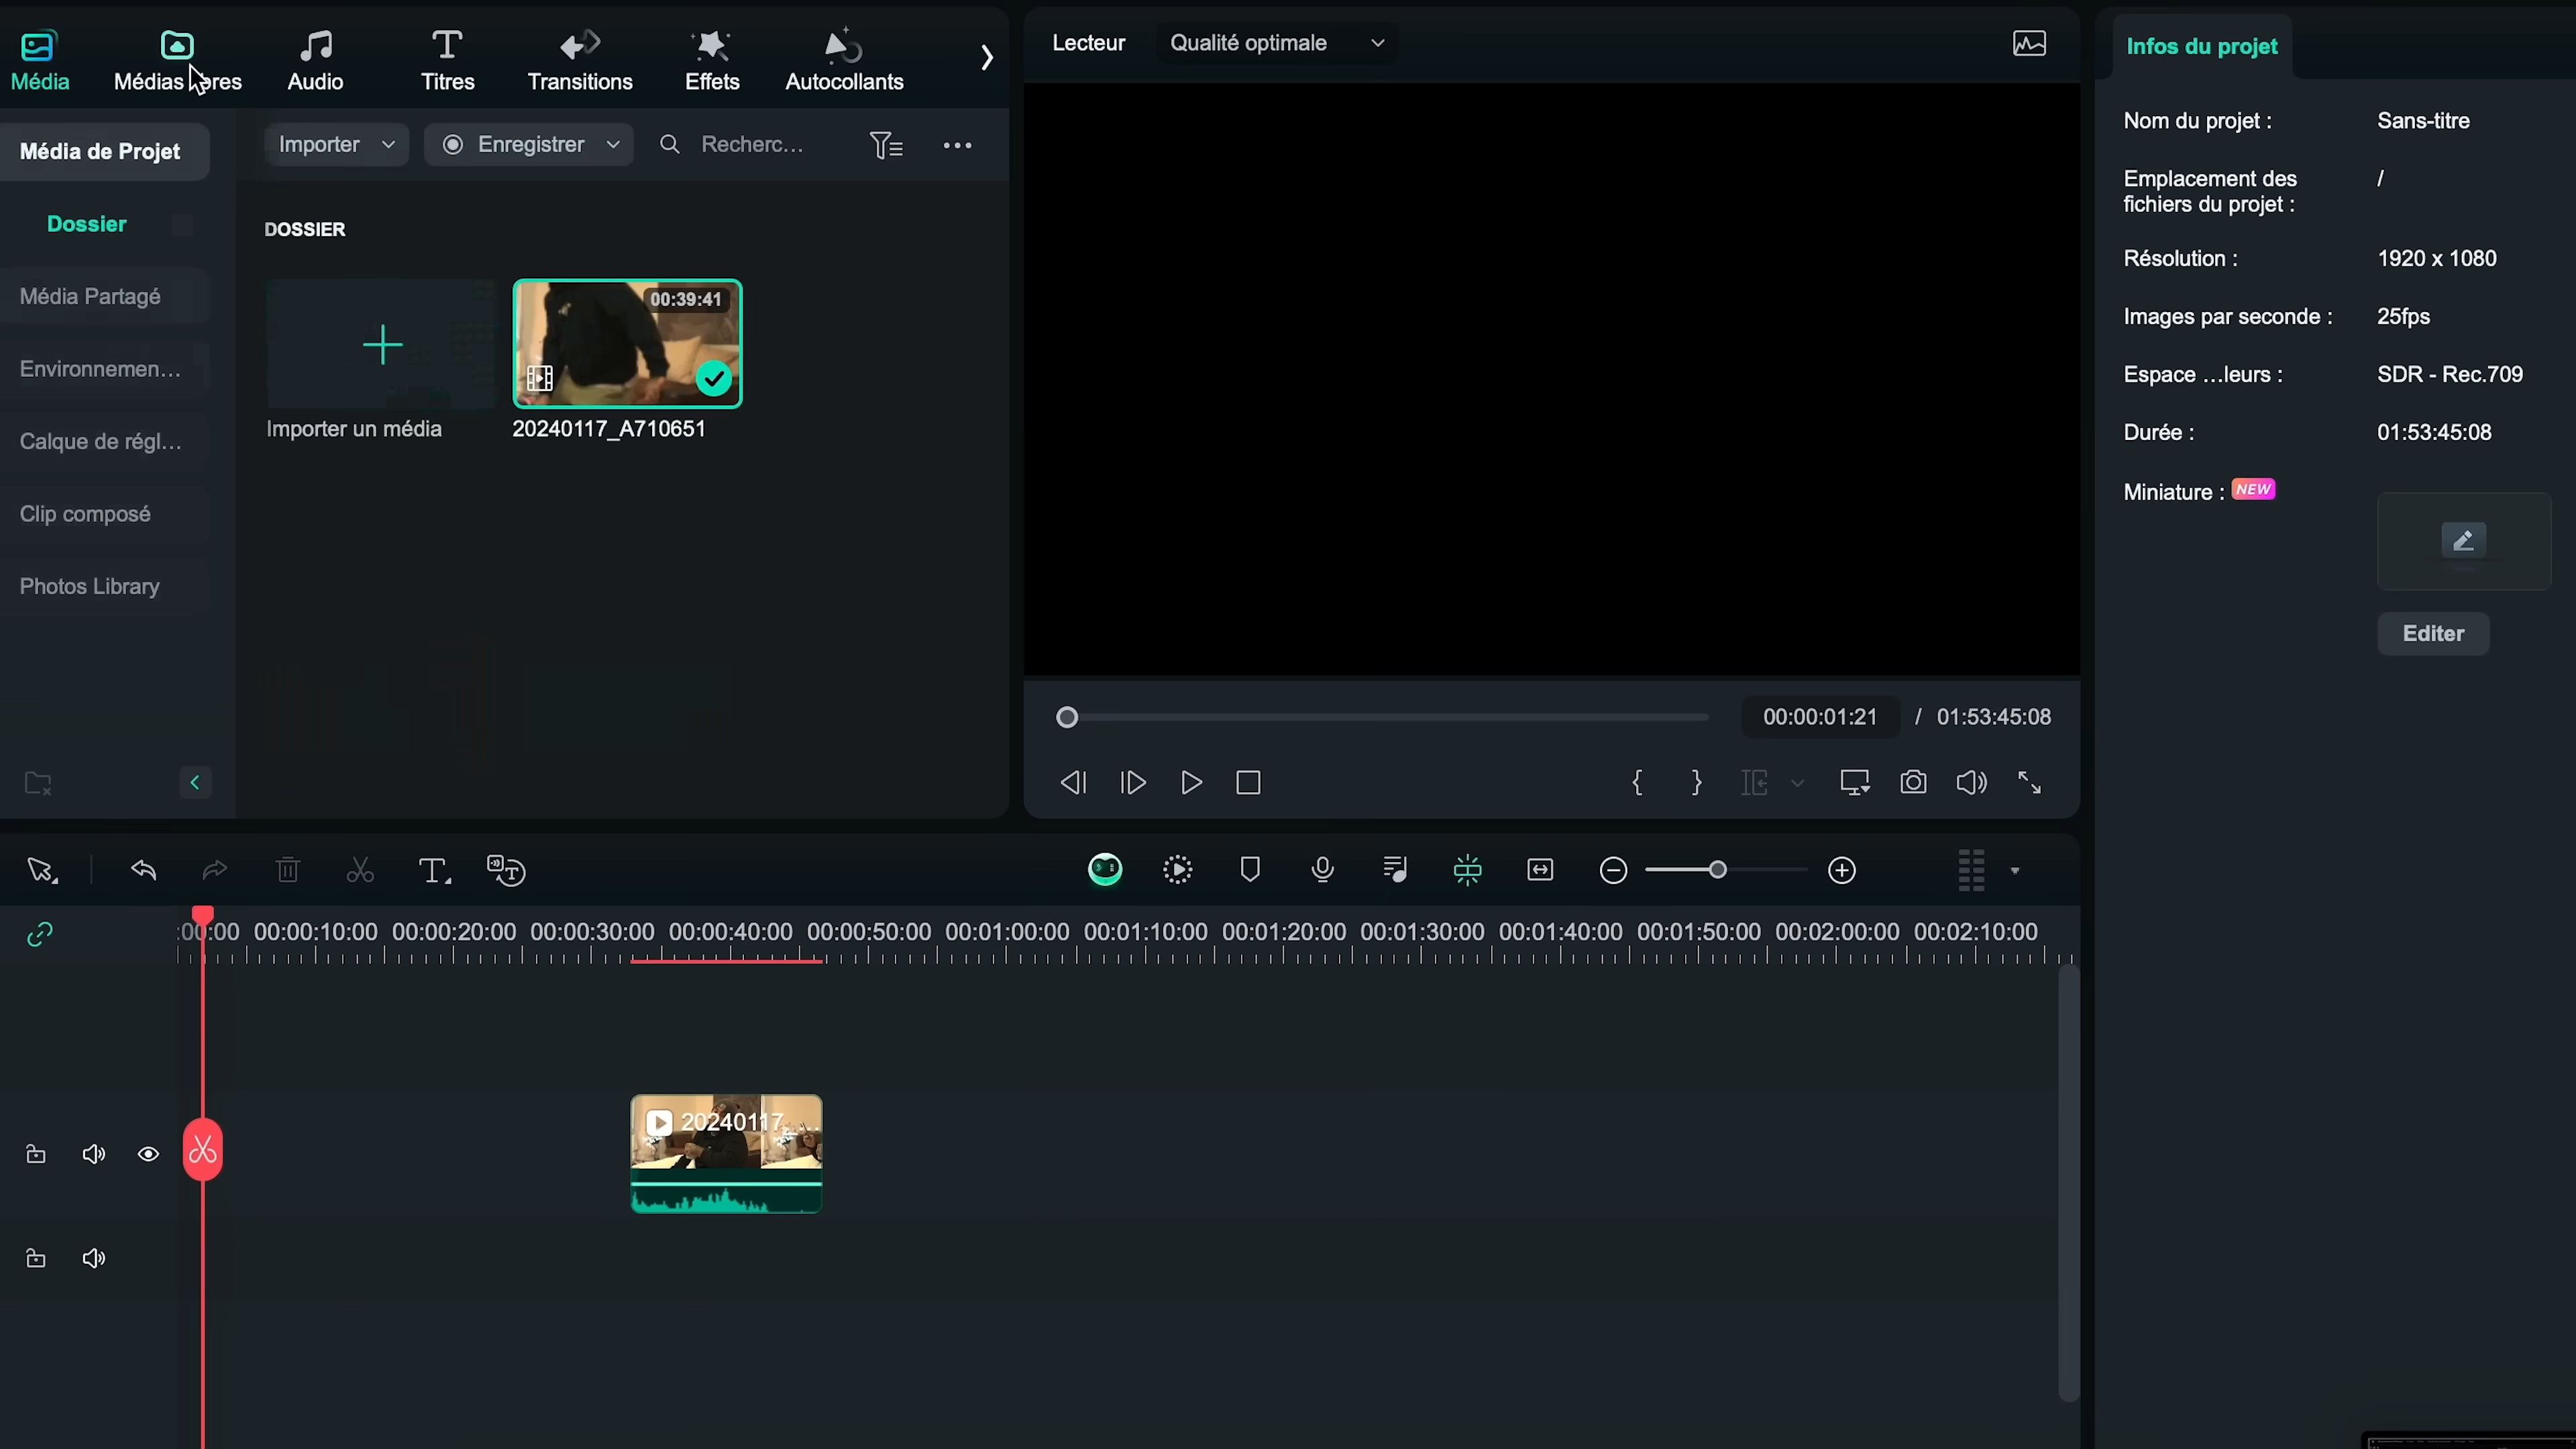 Média
Médias
Audio
Titres
Transitions
Effets
Autocollants
Média de Projet
Dossier
Média Partagé
Environnemen...
Calque de régl...
Clip composé
Photos Library
Importer
Enregistrer
Recherc...
DOSSIER
00:39:41
Importer un média
20240117_A710651
Lecteur
Qualité optimale
00:00:01:21 / 01:53:45:08
Infos du projet
Nom du projet : Sans-titre
Emplacement des /
fichiers du projet :
Résolution : 1920 x 1080
Images par seconde : 25fps
Espace ...leurs : SDR - Rec.709
Durée : 01:53:45:08
Miniature : NEW
Editer
:00:00 00:00:10:00 00:00:20:00 00:00:30:00 00:00:40:00 00:00:50:00 00:01:00:00 00:01:10:00 00:01:20:00 00:01:30:00 00:01:40:00 00:01:50:00 00:02:00:00 00:02:10:00
20240117_...